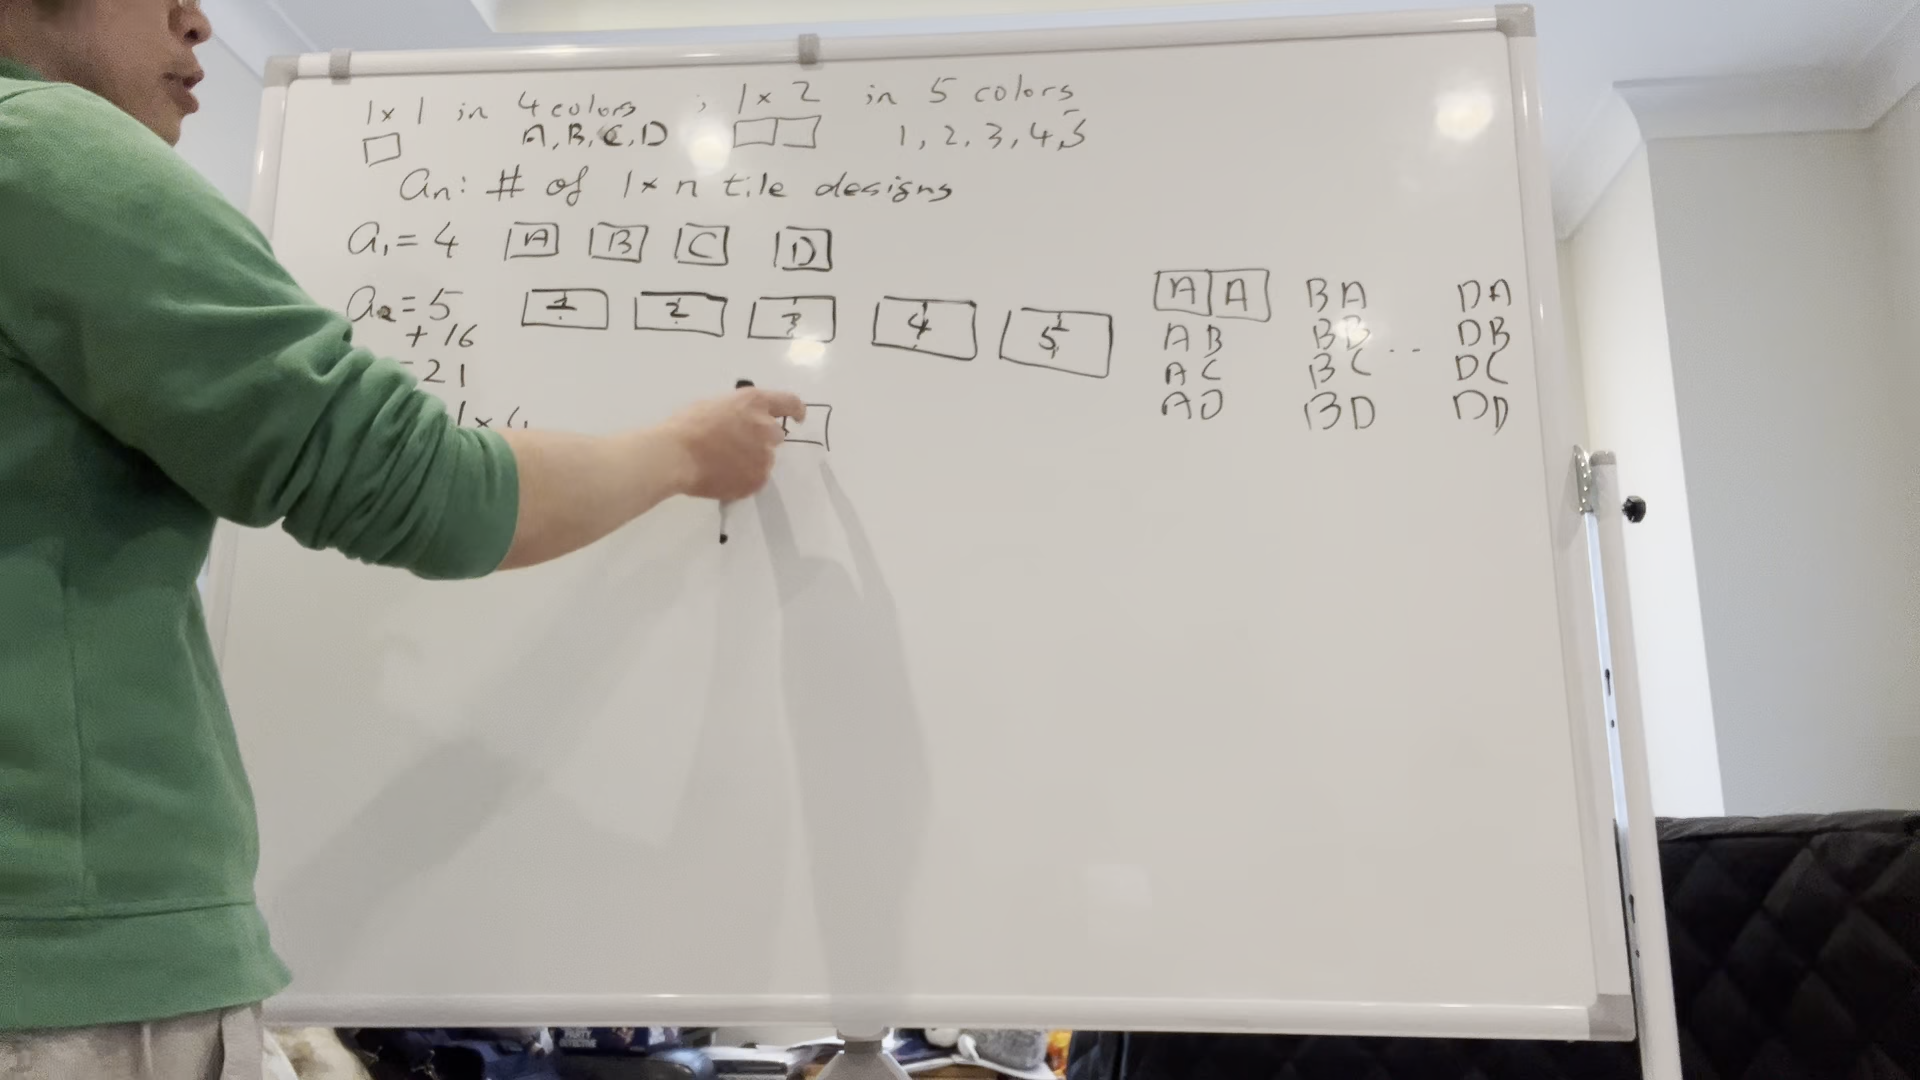 1×1 in 4 colors ; 1×2 in 5 colors
A, B, C, D 1, 2, 3, 4, 5
an: # of 1×n tile designs
a1 = 4 A B C D
a2 = 5 1 2 3 4 5 A A BA DA
+ 16 AB BB .. DB
= 21 AC BC DC
AD BD DD
1×